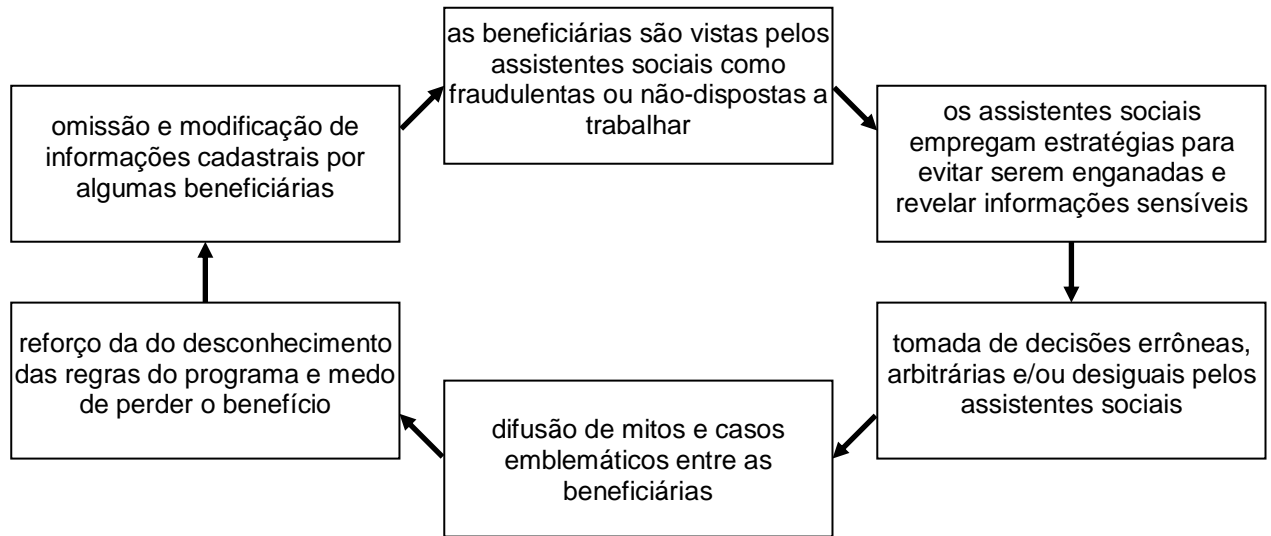 as beneficiárias são vistas pelos
assistentes sociais como
fraudulentas ou não-dispostas a
trabalhar
os assistentes sociais
empregam estratégias para
evitar serem enganadas e
revelar informações sensíveis
tomada de decisões errôneas,
arbitrárias e/ou desiguais pelos
assistentes sociais
difusão de mitos e casos
emblemáticos entre as
beneficiárias
reforço da do desconhecimento
das regras do programa e medo
de perder o benefício
omissão e modificação de
informações cadastrais por
algumas beneficiárias